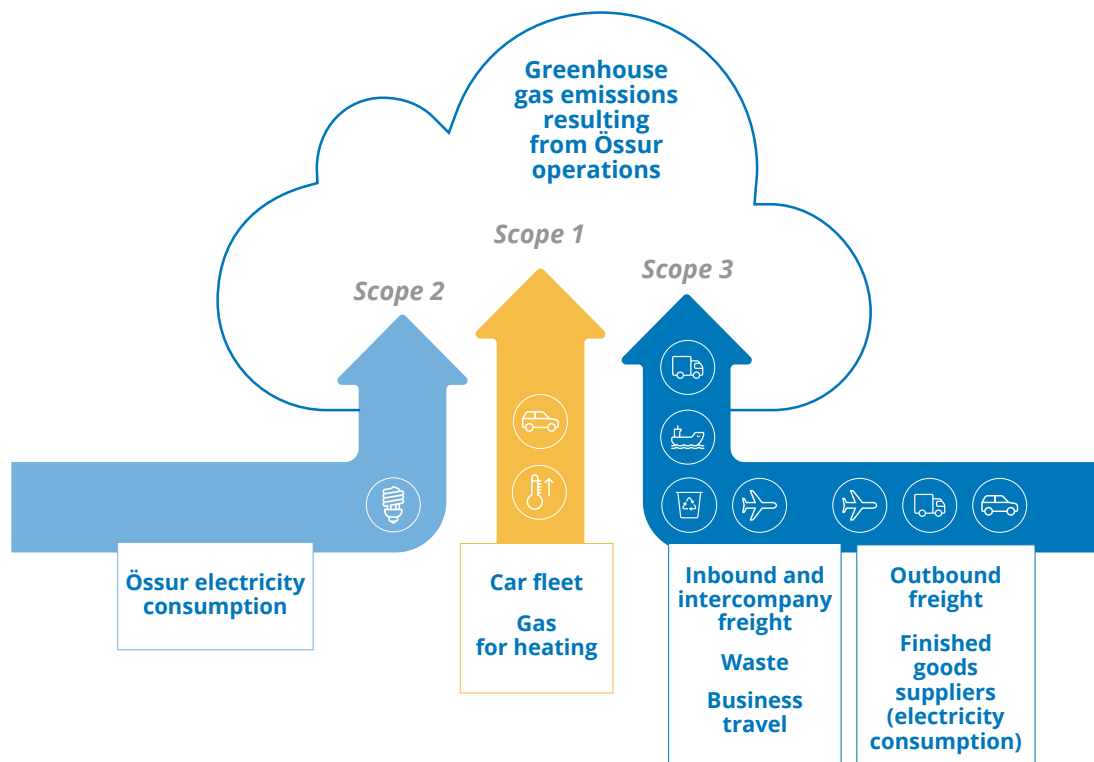 Greenhouse
gas emissions
resulting
from Össur
operations
Scope 1
Scope 2
Scope 3
Össur electricity
consumption
Car fleet
Gas
for heating
Inbound and
intercompany
freight
Waste
Business
travel
Outbound
freight
Finished
goods
suppliers
(electricity
consumption)